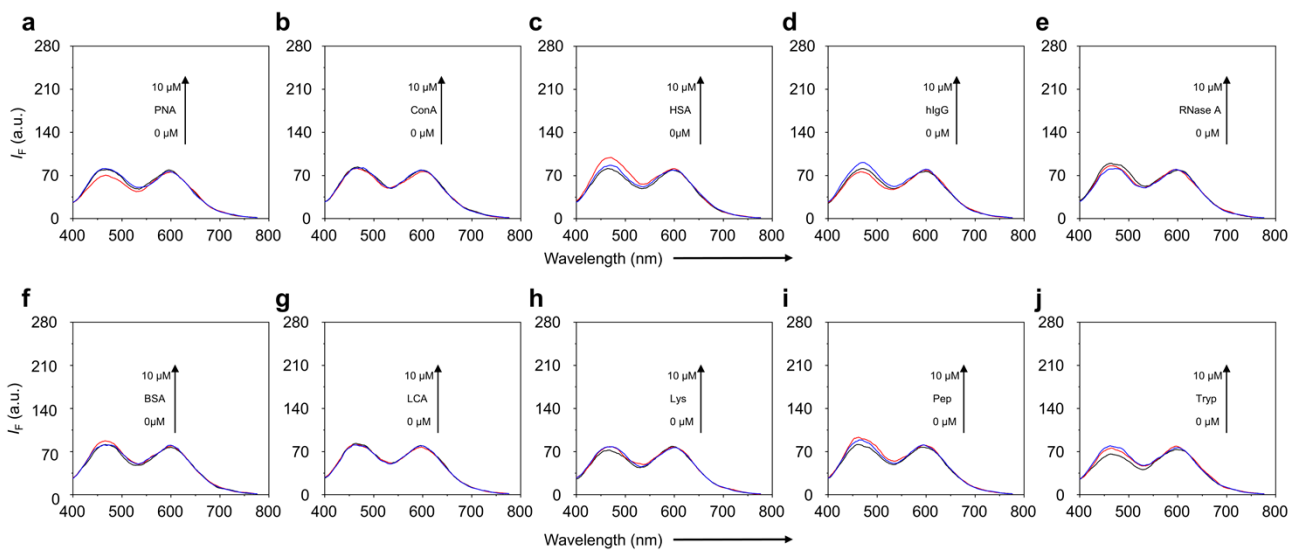 a
b
c
d
e
280
210
140
70
0
10 µM
PNA
0 µM
400 500 600 700 800
280
210
140
70
0
10 µM
ConA
0 µM
400 500 600 700 800
280
210
140
70
0
10 µM
HSA
0µM
400 500 600 700 800
280
210
140
70
0
10 µM
hIgG
0 µM
400 500 600 700 800
280
210
140
70
0
10 µM
RNase A
0 µM
400 500 600 700 800
IF (a.u.)
Wavelength (nm)
f
g
h
i
j
280
210
140
70
0
10 µM
BSA
0µM
400 500 600 700 800
280
210
140
70
0
10 µM
LCA
0 µM
400 500 600 700 800
280
210
140
70
0
10 µM
Lys
0 µM
400 500 600 700 800
280
210
140
70
0
10 µM
Pep
0 µM
400 500 600 700 800
280
210
140
70
0
10 µM
Tryp
0 µM
400 500 600 700 800
IF (a.u.)
Wavelength (nm)